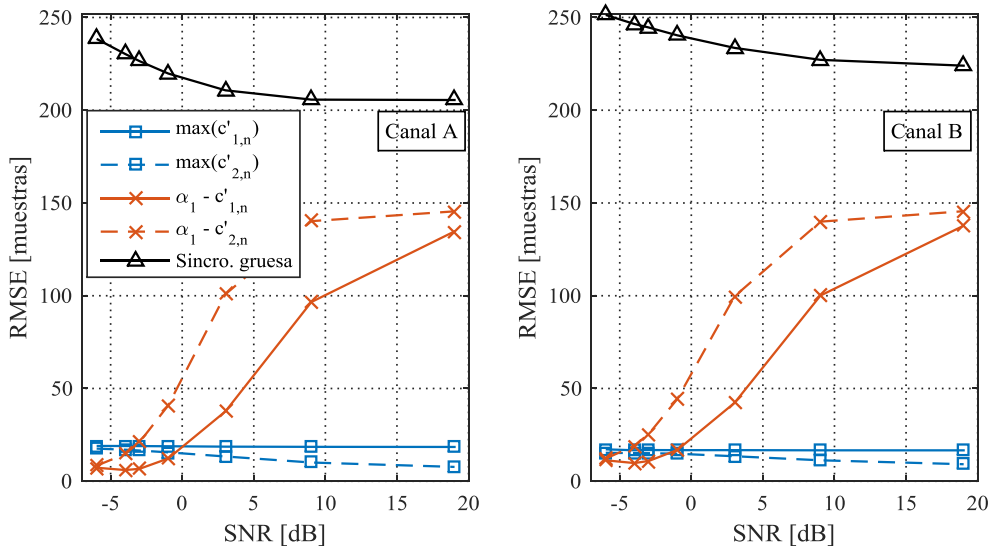 250
200
150
100
50
0
RMSE [muestras]
-5
0
5
10
15
20
SNR [dB]
Canal A
max(c'1,n)
max(c'2,n)
α1 - c'1,n
α1 - c'2,n
Sincro. gruesa
250
200
150
100
50
0
RMSE [muestras]
-5
0
5
10
15
20
SNR [dB]
Canal B